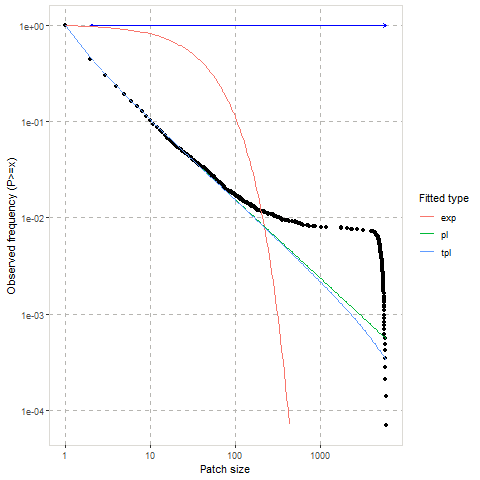 1e+00
1e-01
1e-02
1e-03
1e-04
Observed frequency (P>=x)
1
10
100
1000
Patch size
Fitted type
exp
pl
tpl